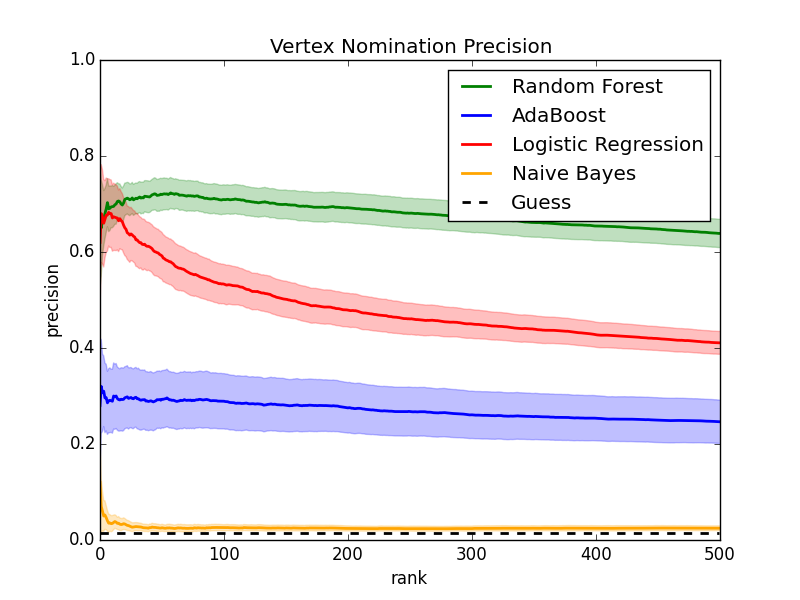 Vertex Nomination Precision
1.0
0.8
0.6
0.4
0.2
0.0
precision
Random Forest
AdaBoost
Logistic Regression
Naive Bayes
Guess
0 100 200 300 400 500
rank